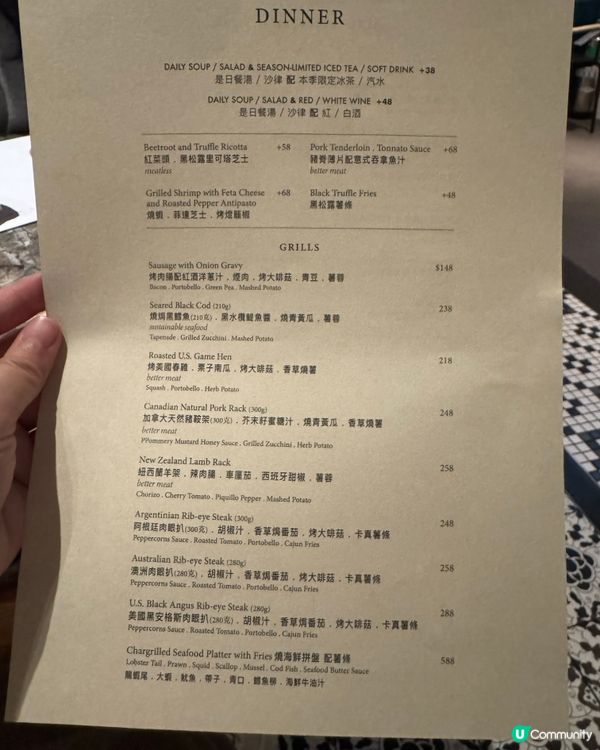 DINNER
DAILY SOUP / SALAD & SEASON-LIMITED ICED TEA / SOFT DRINK +38
是日餐湯 / 沙律 配 本季限定冰茶 / 汽水
DAILY SOUP / SALAD & RED / WHITE WINE +48
是日餐湯 / 沙律 配 紅 / 白酒
Beetroot and Truffle Ricotta +58
紅菜頭．黑松露里可塔芝士
meatless
Pork Tenderloin . Tonnato Sauce +68
豬脊薄片配意式吞拿魚汁
better meat
Grilled Shrimp with Feta Cheese +68
and Roasted Pepper Antipasto
燒蝦．菲達芝士．烤燈籠椒
Black Truffle Fries +48
黑松露薯條
GRILLS
Sausage with Onion Gravy $148
烤肉腸配紅酒洋蔥汁．煙肉．烤大啡菇．青豆．薯蓉
Bacon . Portobello . Green Pea . Mashed Potato
Seared Black Cod (210g) 238
燒焗黑鱈魚(210克)．黑水欖鯷魚醬．燒青黃瓜．薯蓉
sustainable seafood
Tapenade . Grilled Zucchini . Mashed Potato
Roasted U.S. Game Hen 218
烤美國春雞．栗子南瓜．烤大啡菇．香草燒薯
better meat
Squash . Portobello . Herb Potato
Canadian Natural Pork Rack (300g) 248
加拿大天然豬鞍架(300克)．芥末籽蜜糖汁．燒青黃瓜．香草燒薯
better meat
P'Pommery Mustard Honey Sauce . Grilled Zucchini . Herb Potato
New Zealand Lamb Rack 258
紐西蘭羊架．辣肉腸．車厘茄．西班牙甜椒．薯蓉
better meat
Chorizo . Cherry Tomato . Piquillo Pepper . Mashed Potato
Argentinian Rib-eye Steak (300g) 248
阿根廷肉眼扒(300克)．胡椒汁．香草焗番茄．烤大啡菇．卡真薯條
Peppercorns Sauce . Roasted Tomato . Portobello . Cajun Fries
Australian Rib-eye Steak (280g) 258
澳洲肉眼扒(280克)．胡椒汁．香草焗番茄．烤大啡菇．卡真薯條
Peppercorns Sauce . Roasted Tomato . Portobello . Cajun Fries
U.S. Black Angus Rib-eye Steak (280g) 288
美國黑安格斯肉眼扒(280克)．胡椒汁．香草焗番茄．烤大啡菇．卡真薯條
Peppercorns Sauce . Roasted Tomato . Portobello . Cajun Fries
Chargrilled Seafood Platter with Fries 燒海鮮拼盤 配薯條 588
Lobster Tail . Prawn . Squid . Scallop . Mussel . Cod Fish . Seafood Butter Sauce
龍蝦尾．大蝦．魷魚．帶子．青口．鱈魚柳．海鮮牛油汁
U Community